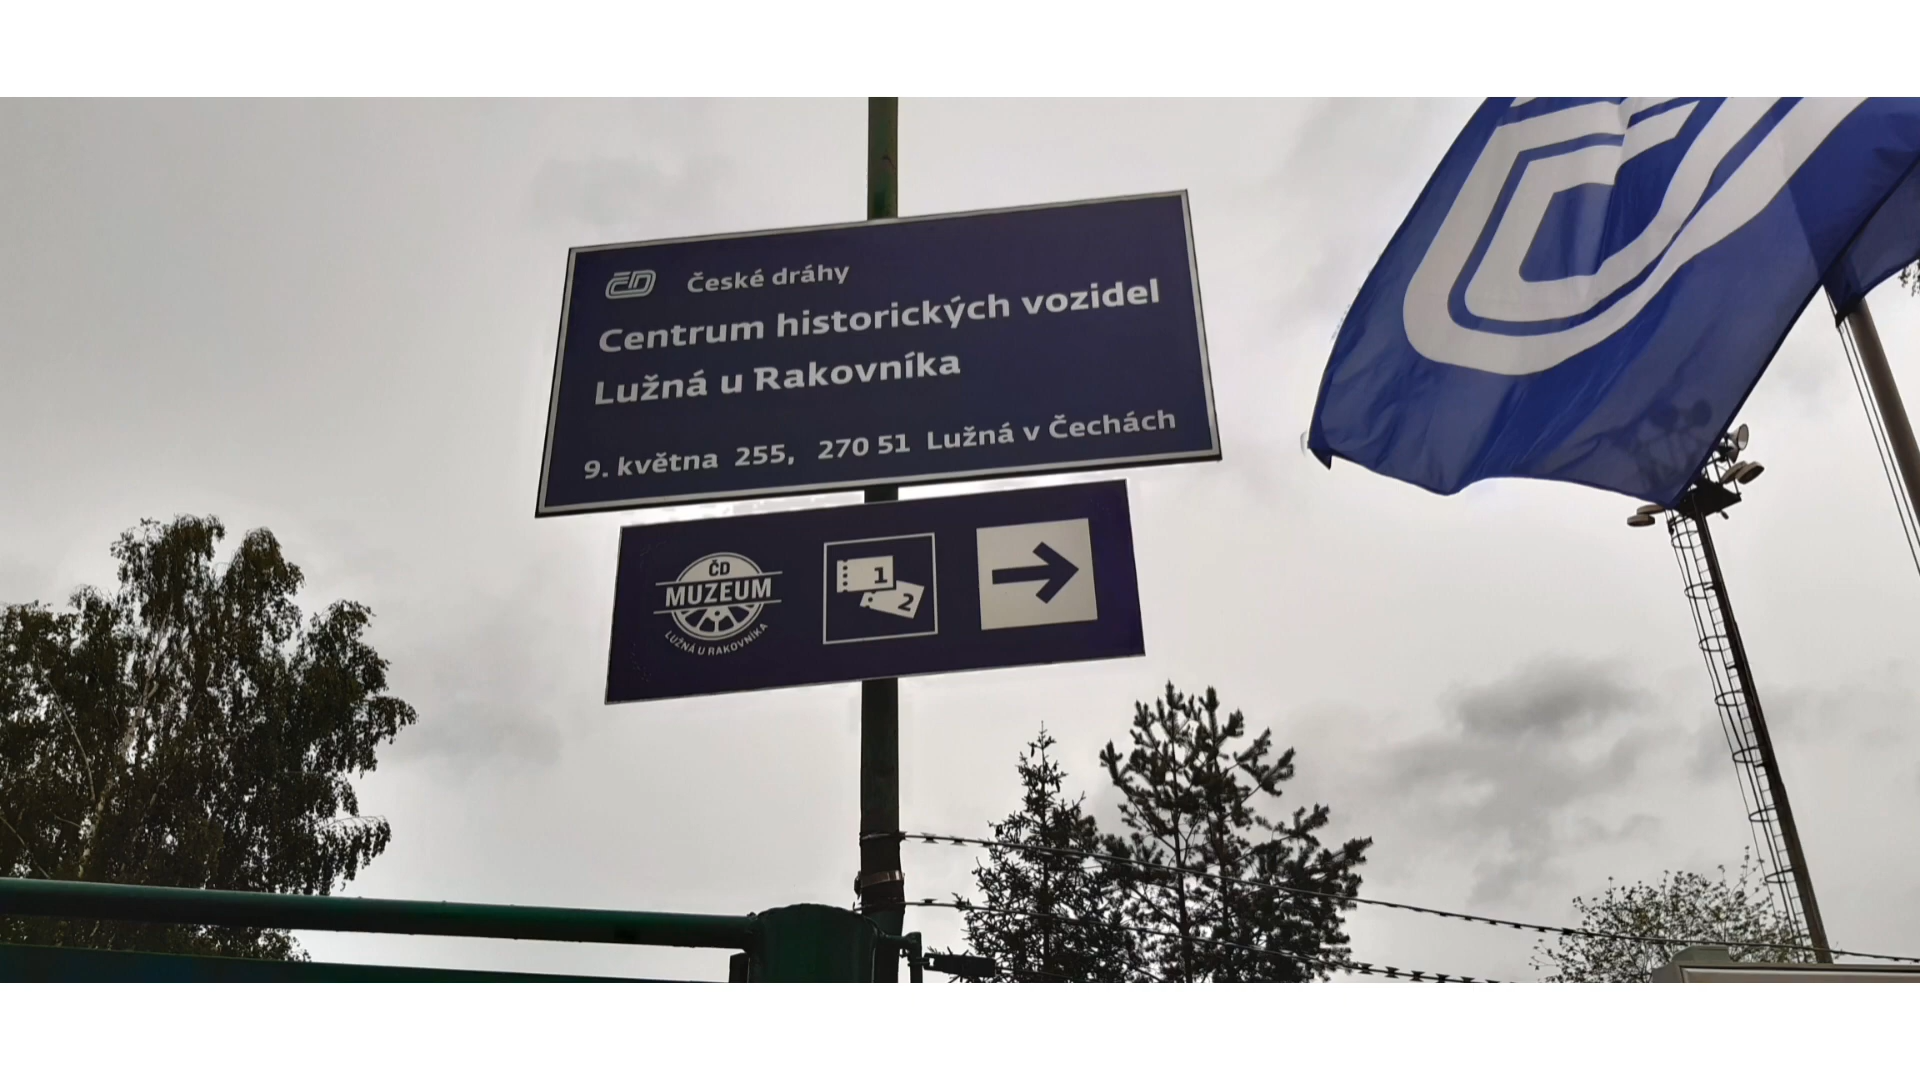 ČD České dráhy
Centrum historických vozidel
Lužná u Rakovníka
9. května 255, 270 51 Lužná v Čechách
ČD
MUZEUM
LUŽNÁ U RAKOVNÍKA
1
2